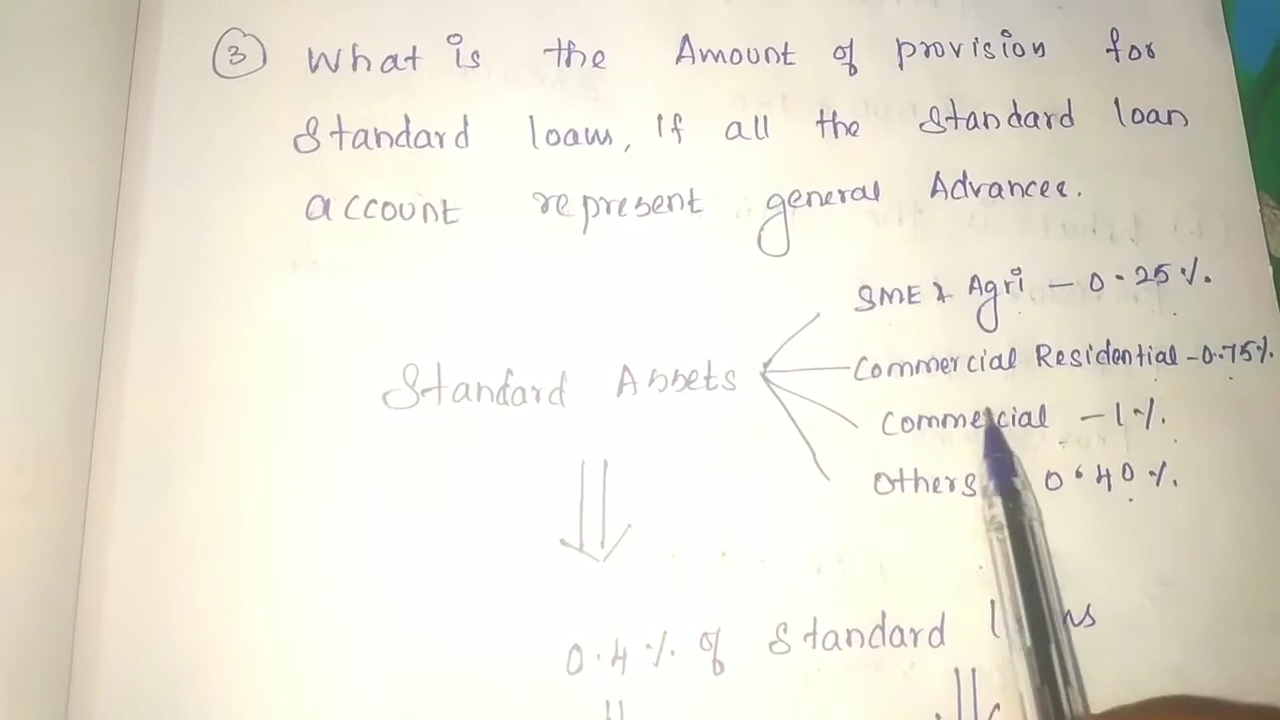 3 What is the Amount of provision for
Standard loans, If all the Standard loan
account represent general Advances.
SME & Agri - 0.25%.
Commercial Residential - 0.75%.
Standard Assets
Commercial - 1%.
Others 0.40%.
0.4% of Standard